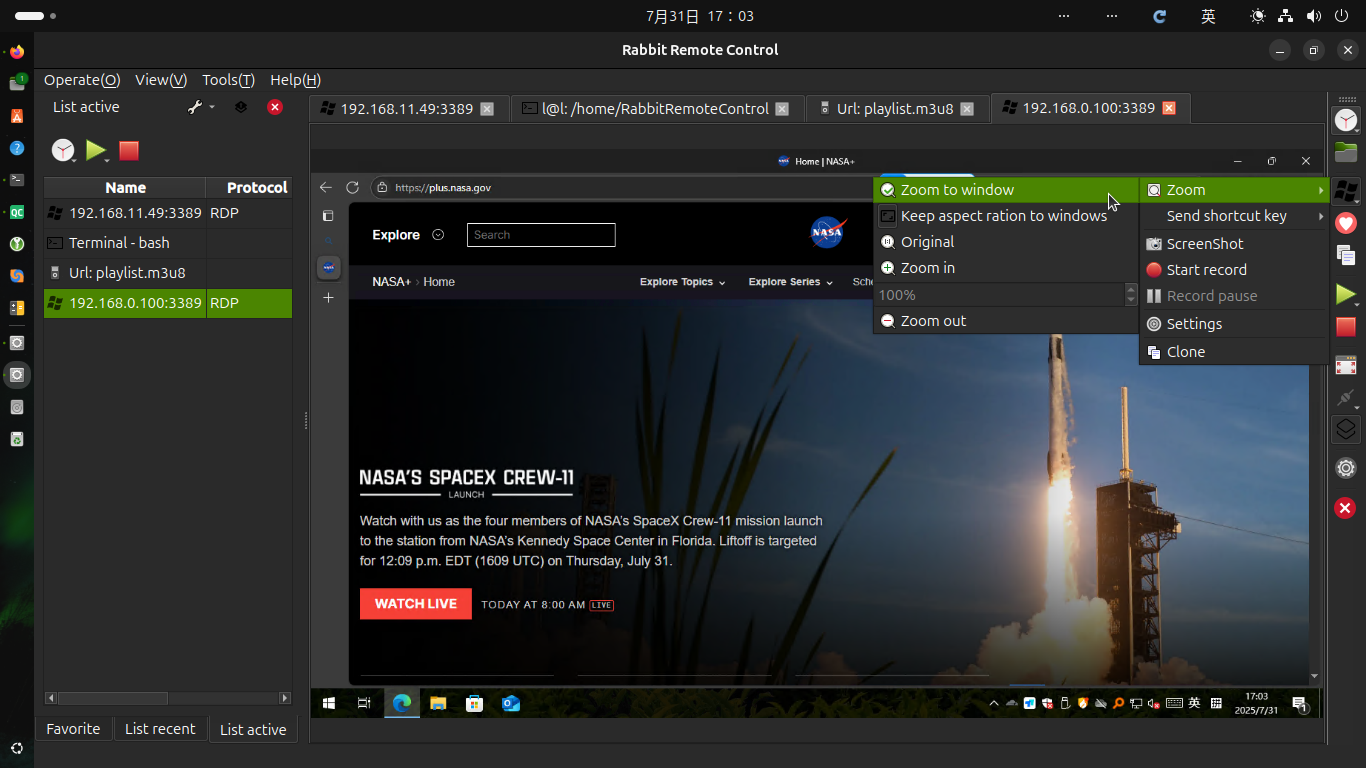 7月31日 17：03
英
Rabbit Remote Control
Operate(O) View(V) Tools(T) Help(H)
List active
192.168.11.49:3389
l@l: /home/RabbitRemoteControl
Url: playlist.m3u8
192.168.0.100:3389
Name Protocol
192.168.11.49:3389 RDP
Terminal - bash
Url: playlist.m3u8
192.168.0.100:3389 RDP
Home | NASA+
https://plus.nasa.gov
Explore
Search
NASA
NASA+ › Home
Explore Topics
Explore Series
Sche
Zoom to window
Keep aspect ration to windows
Original
Zoom in
100%
Zoom out
Zoom
Send shortcut key
ScreenShot
Start record
Record pause
Settings
Clone
NASA'S SPACEX CREW-11
LAUNCH
Watch with us as the four members of NASA's SpaceX Crew-11 mission launch
to the station from NASA's Kennedy Space Center in Florida. Liftoff is targeted
for 12:09 p.m. EDT (1609 UTC) on Thursday, July 31.
WATCH LIVE
TODAY AT 8:00 AM LIVE
英
17:03
2025/7/31
1
Favorite
List recent
List active
QC
1